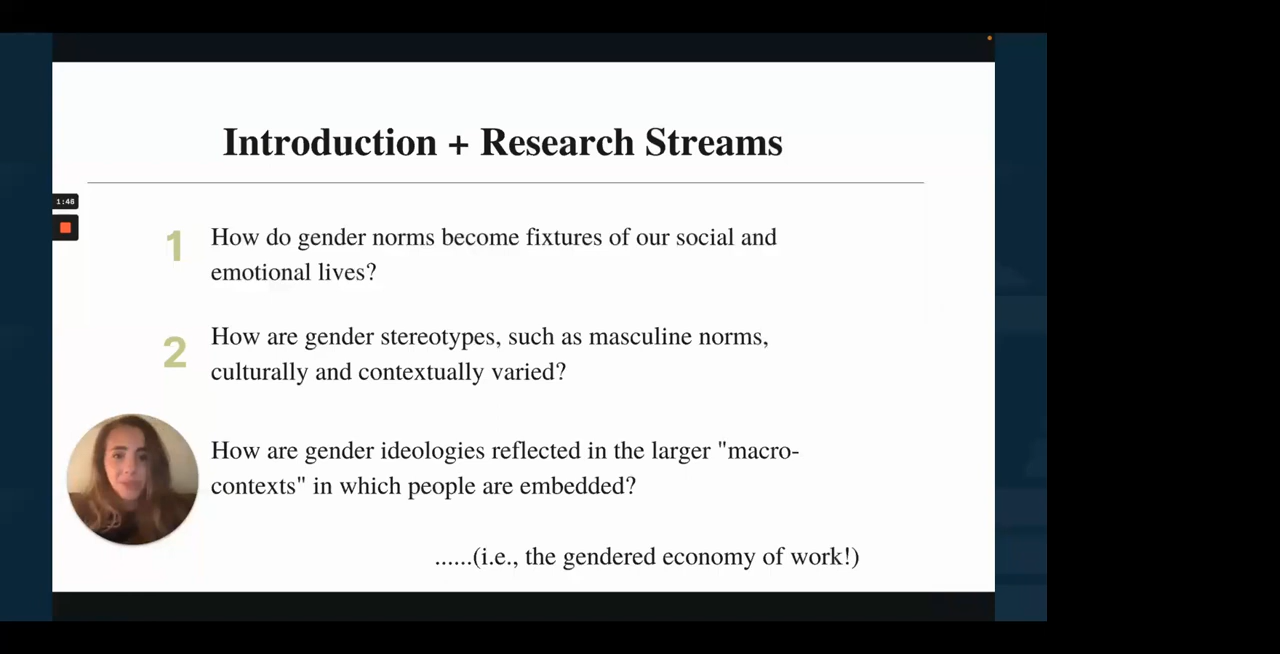 Introduction + Research Streams
1:46
1
How do gender norms become fixtures of our social and
emotional lives?
2
How are gender stereotypes, such as masculine norms,
culturally and contextually varied?
How are gender ideologies reflected in the larger "macro-
contexts" in which people are embedded?
......(i.e., the gendered economy of work!)